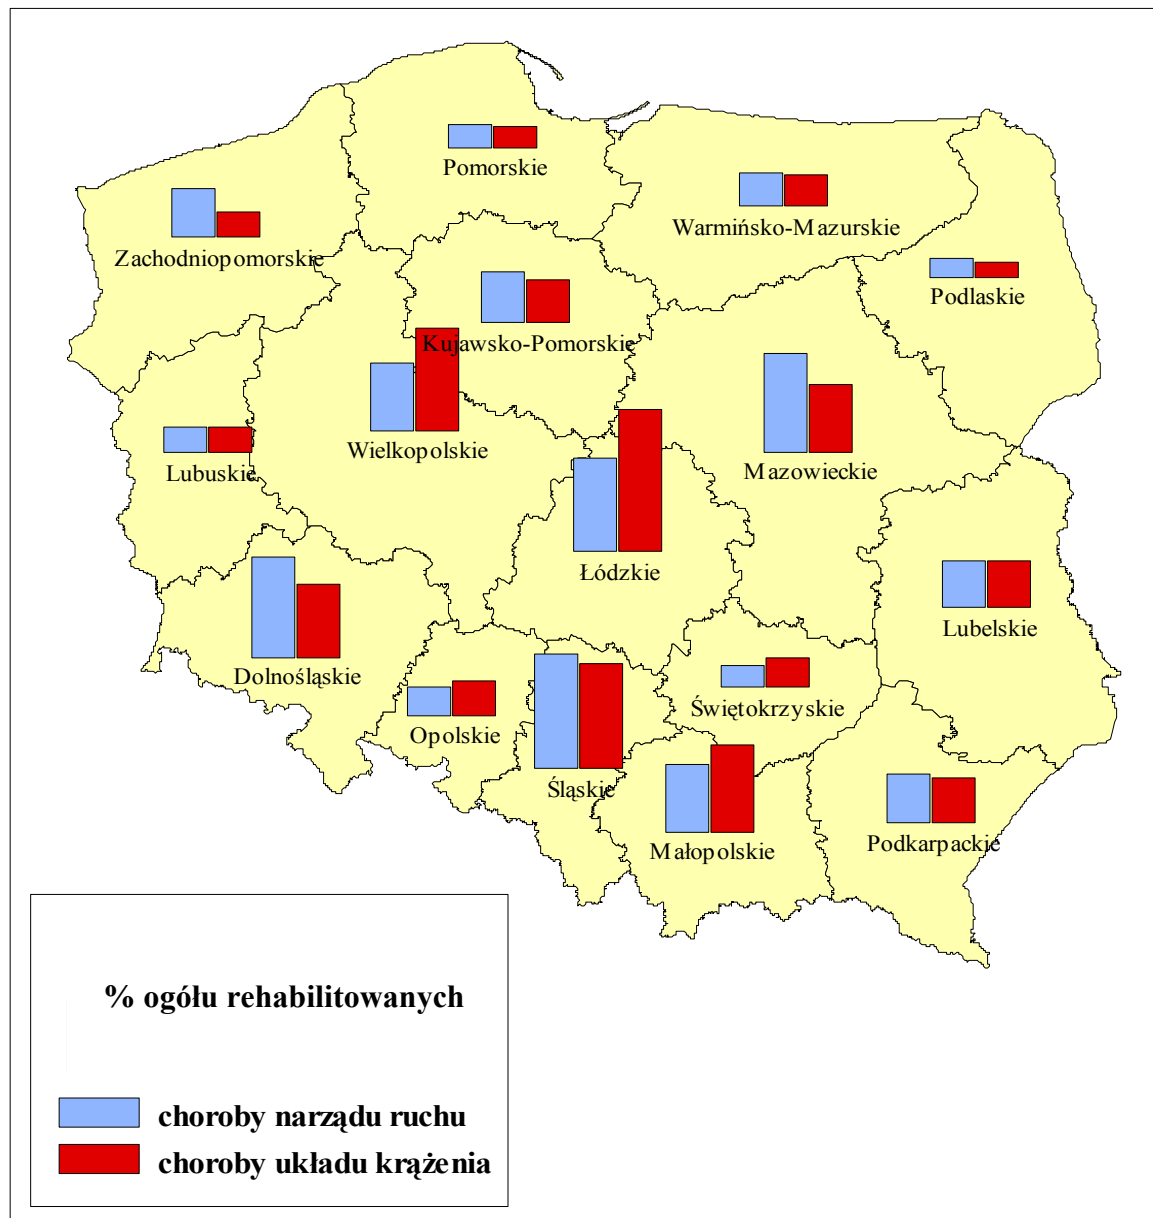 Pomorskie
Warmińsko-Mazurskie
Zachodniopomorskie
Podlaskie
Kujawsko-Pomorskie
Wielkopolskie
Mazowieckie
Lubuskie
Łódzkie
Lubelskie
Dolnośląskie
Świętokrzyskie
Opolskie
Śląskie
Podkarpackie
Małopolskie
% ogółu rehabilitowanych
choroby narządu ruchu
choroby układu krążenia